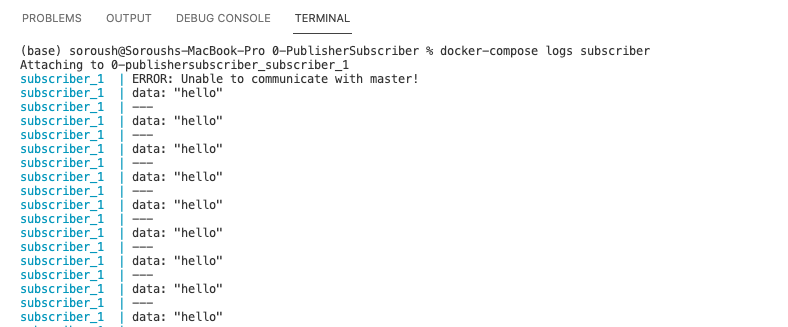 PROBLEMS OUTPUT DEBUG CONSOLE TERMINAL
(base) soroush@Soroushs-MacBook-Pro 0-PublisherSubscriber % docker-compose logs subscriber
Attaching to 0-publishersubscriber_subscriber_1
subscriber_1 | ERROR: Unable to communicate with master!
subscriber_1 | data: "hello"
subscriber_1 | ---
subscriber_1 | data: "hello"
subscriber_1 | ---
subscriber_1 | data: "hello"
subscriber_1 | ---
subscriber_1 | data: "hello"
subscriber_1 | ---
subscriber_1 | data: "hello"
subscriber_1 | ---
subscriber_1 | data: "hello"
subscriber_1 | ---
subscriber_1 | data: "hello"
subscriber_1 | ---
subscriber_1 | data: "hello"
subscriber_1 | ---
subscriber_1 | data: "hello"